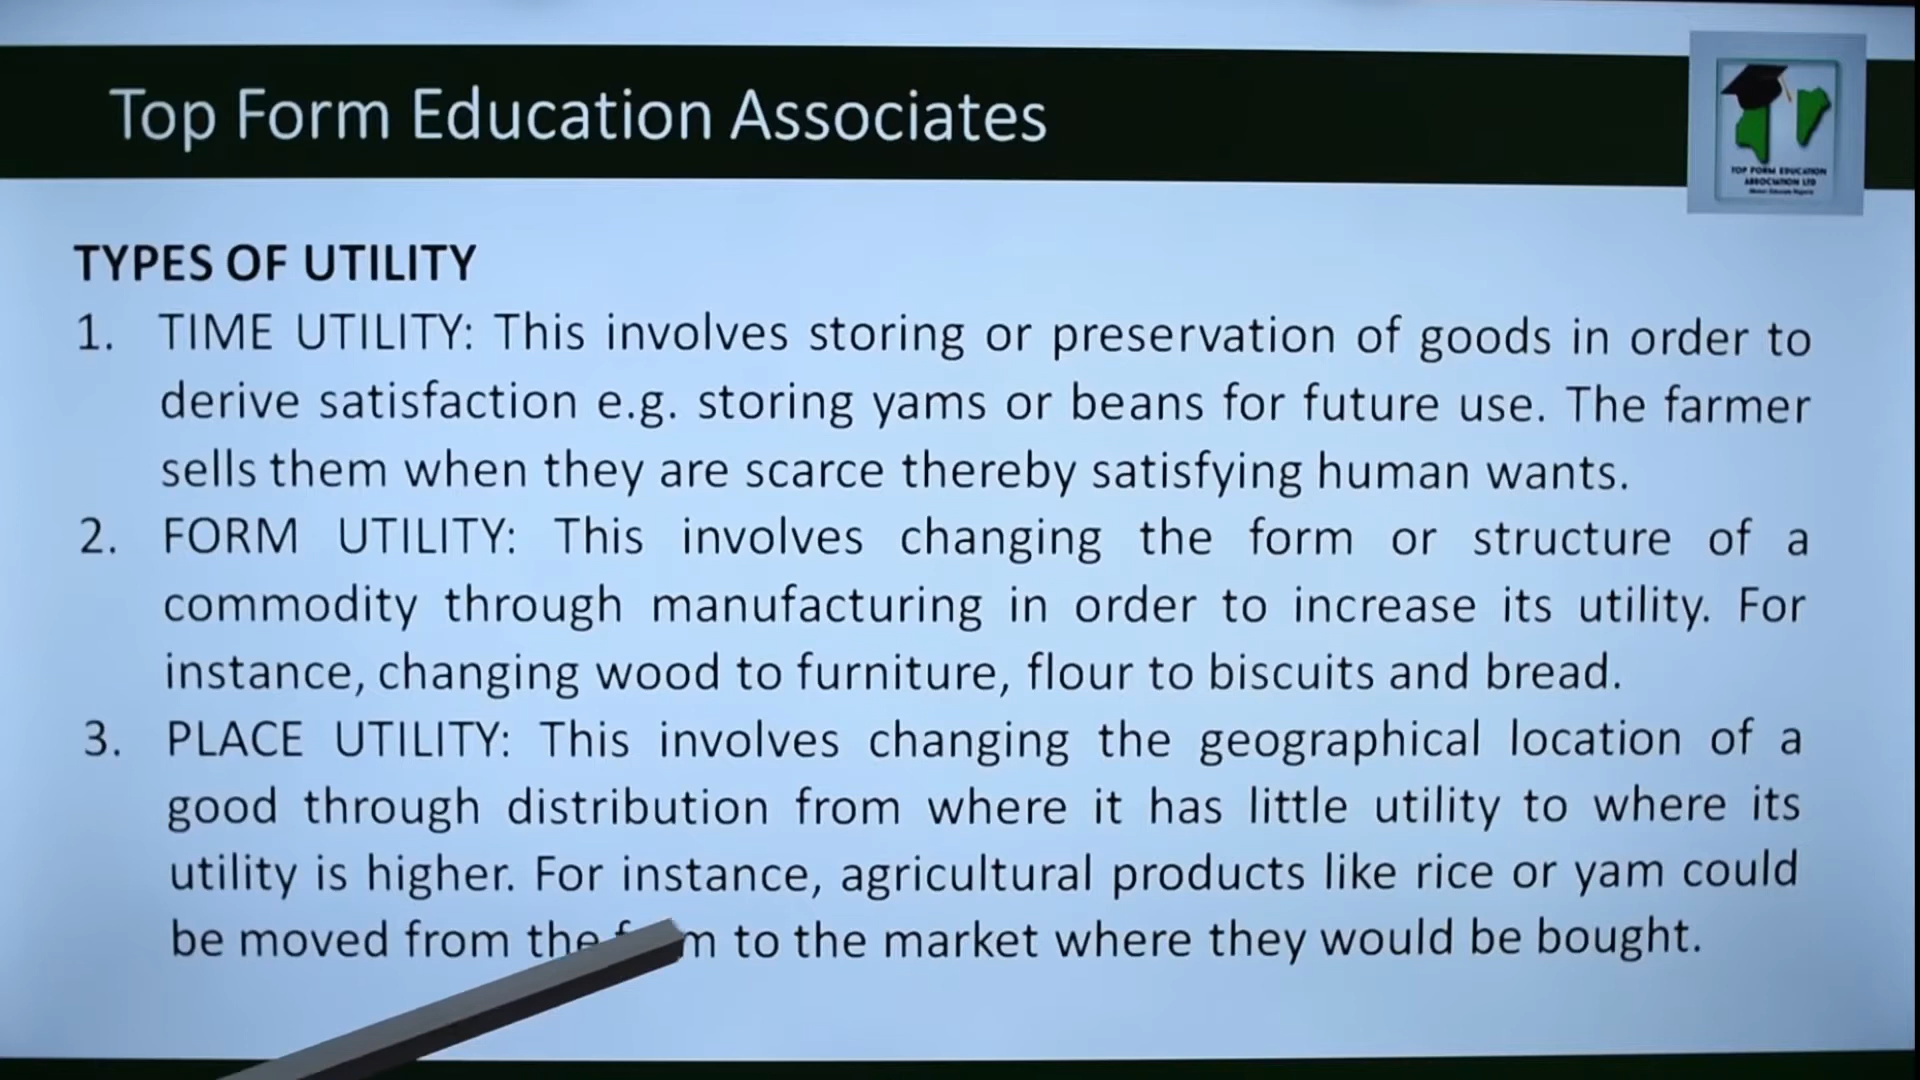 Top Form Education Associates
TOP FORM EDUCATION
ASSOCIATION LTD
TYPES OF UTILITY
1. TIME UTILITY: This involves storing or preservation of goods in order to
derive satisfaction e.g. storing yams or beans for future use. The farmer
sells them when they are scarce thereby satisfying human wants.
2. FORM UTILITY: This involves changing the form or structure of a
commodity through manufacturing in order to increase its utility. For
instance, changing wood to furniture, flour to biscuits and bread.
3. PLACE UTILITY: This involves changing the geographical location of a
good through distribution from where it has little utility to where its
utility is higher. For instance, agricultural products like rice or yam could
be moved from the to the market where they would be bought.